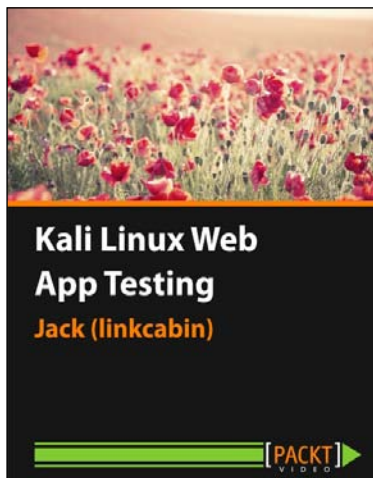 Kali Linux Web
App Testing
Jack (linkcabin)
[PACKT]
VIDEO